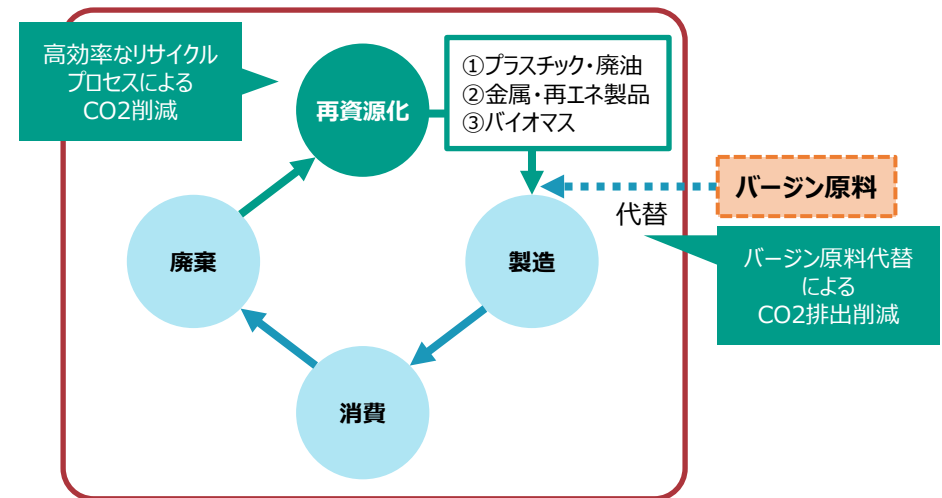 高効率なリサイクル
プロセスによる
CO2削減
再資源化
①プラスチック・廃油
②金属・再エネ製品
③バイオマス
バージン原料
代替
廃棄
製造
バージン原料代替
による
CO2排出削減
消費